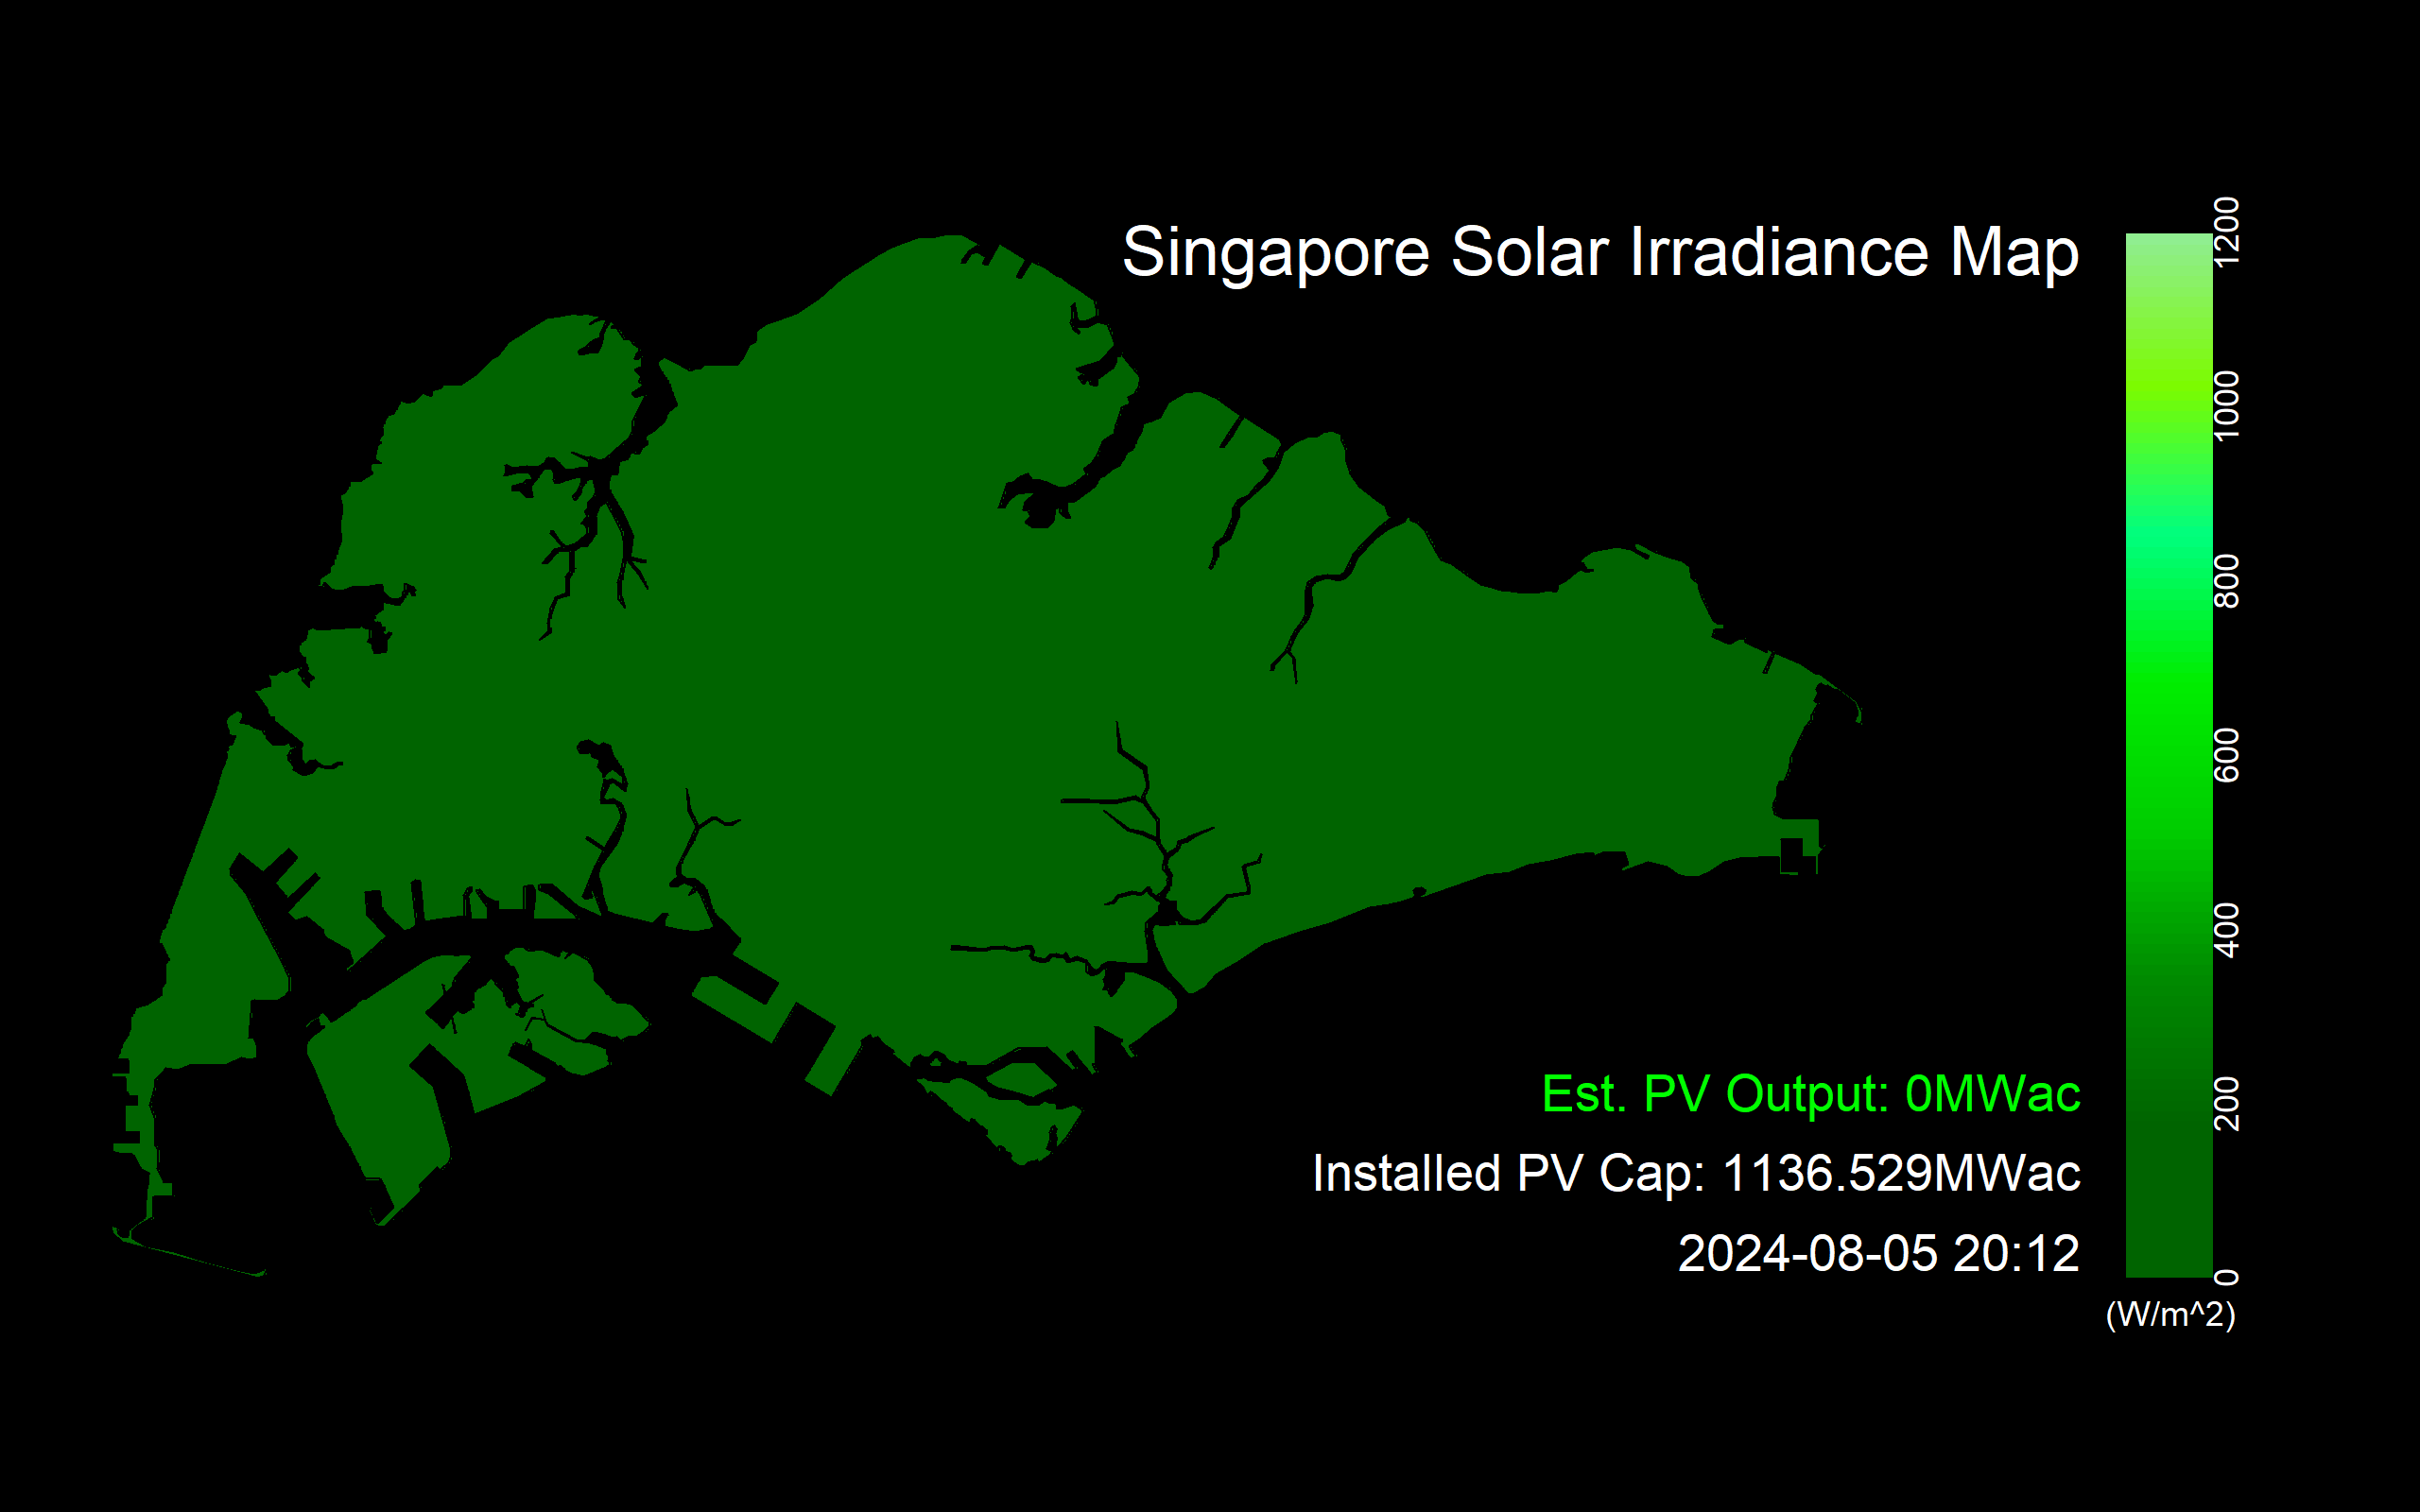 Singapore Solar Irradiance Map
1200
1000
800
600
400
200
0
(W/m^2)
Est. PV Output: 0MWac
Installed PV Cap: 1136.529MWac
2024-08-05 20:12